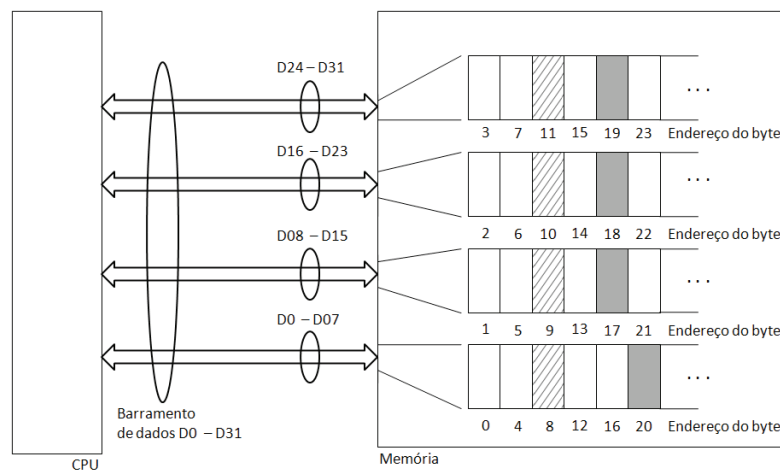 D24 – D31
. . .
3 7 11 15 19 23 Endereço do byte
D16 – D23
. . .
2 6 10 14 18 22 Endereço do byte
D08 – D15
. . .
1 5 9 13 17 21 Endereço do byte
D0 – D07
. . .
0 4 8 12 16 20 Endereço do byte
Barramento
de dados D0 – D31
CPU
Memória